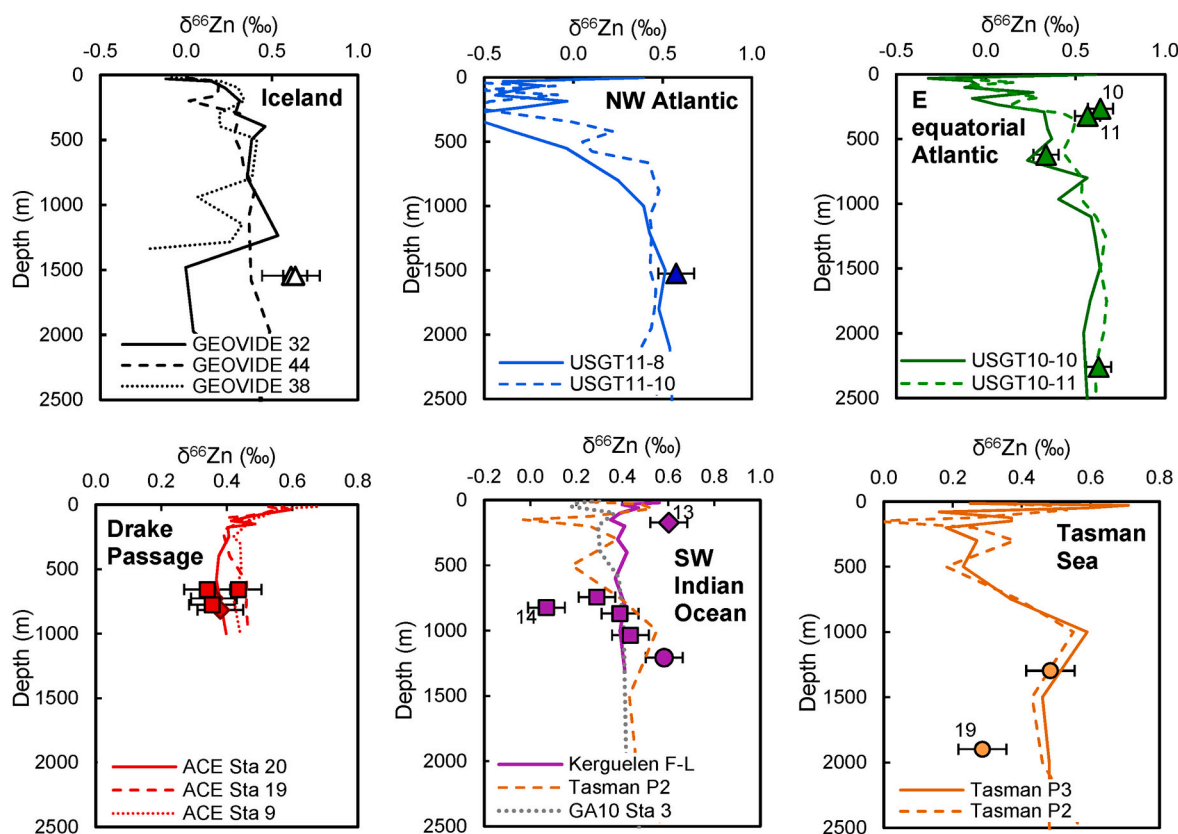 δ66Zn (‰)
-0.5 0.0 0.5 1.0
0
500
1000
1500
2000
2500
Depth (m)
Iceland
GEOVIDE 32
GEOVIDE 44
GEOVIDE 38
δ66Zn (‰)
-0.5 0.0 0.5 1.0
0
500
1000
1500
2000
2500
Depth (m)
NW Atlantic
USGT11-8
USGT11-10
δ66Zn (‰)
-0.5 0.0 0.5 1.0
0
500
1000
1500
2000
2500
Depth (m)
10
E
11
equatorial
Atlantic
USGT10-10
USGT10-11
δ66Zn (‰)
0.0 0.2 0.4 0.6 0.8
0
500
1000
1500
2000
2500
Depth (m)
Drake
Passage
ACE Sta 20
ACE Sta 19
ACE Sta 9
δ66Zn (‰)
-0.2 0.0 0.2 0.4 0.6 0.8 1.0
0
500
1000
1500
2000
2500
Depth (m)
13
SW
Indian
Ocean
14
Kerguelen F-L
Tasman P2
GA10 Sta 3
δ66Zn (‰)
0.0 0.2 0.4 0.6 0.8
0
500
1000
1500
2000
2500
Depth (m)
Tasman
Sea
19
Tasman P3
Tasman P2